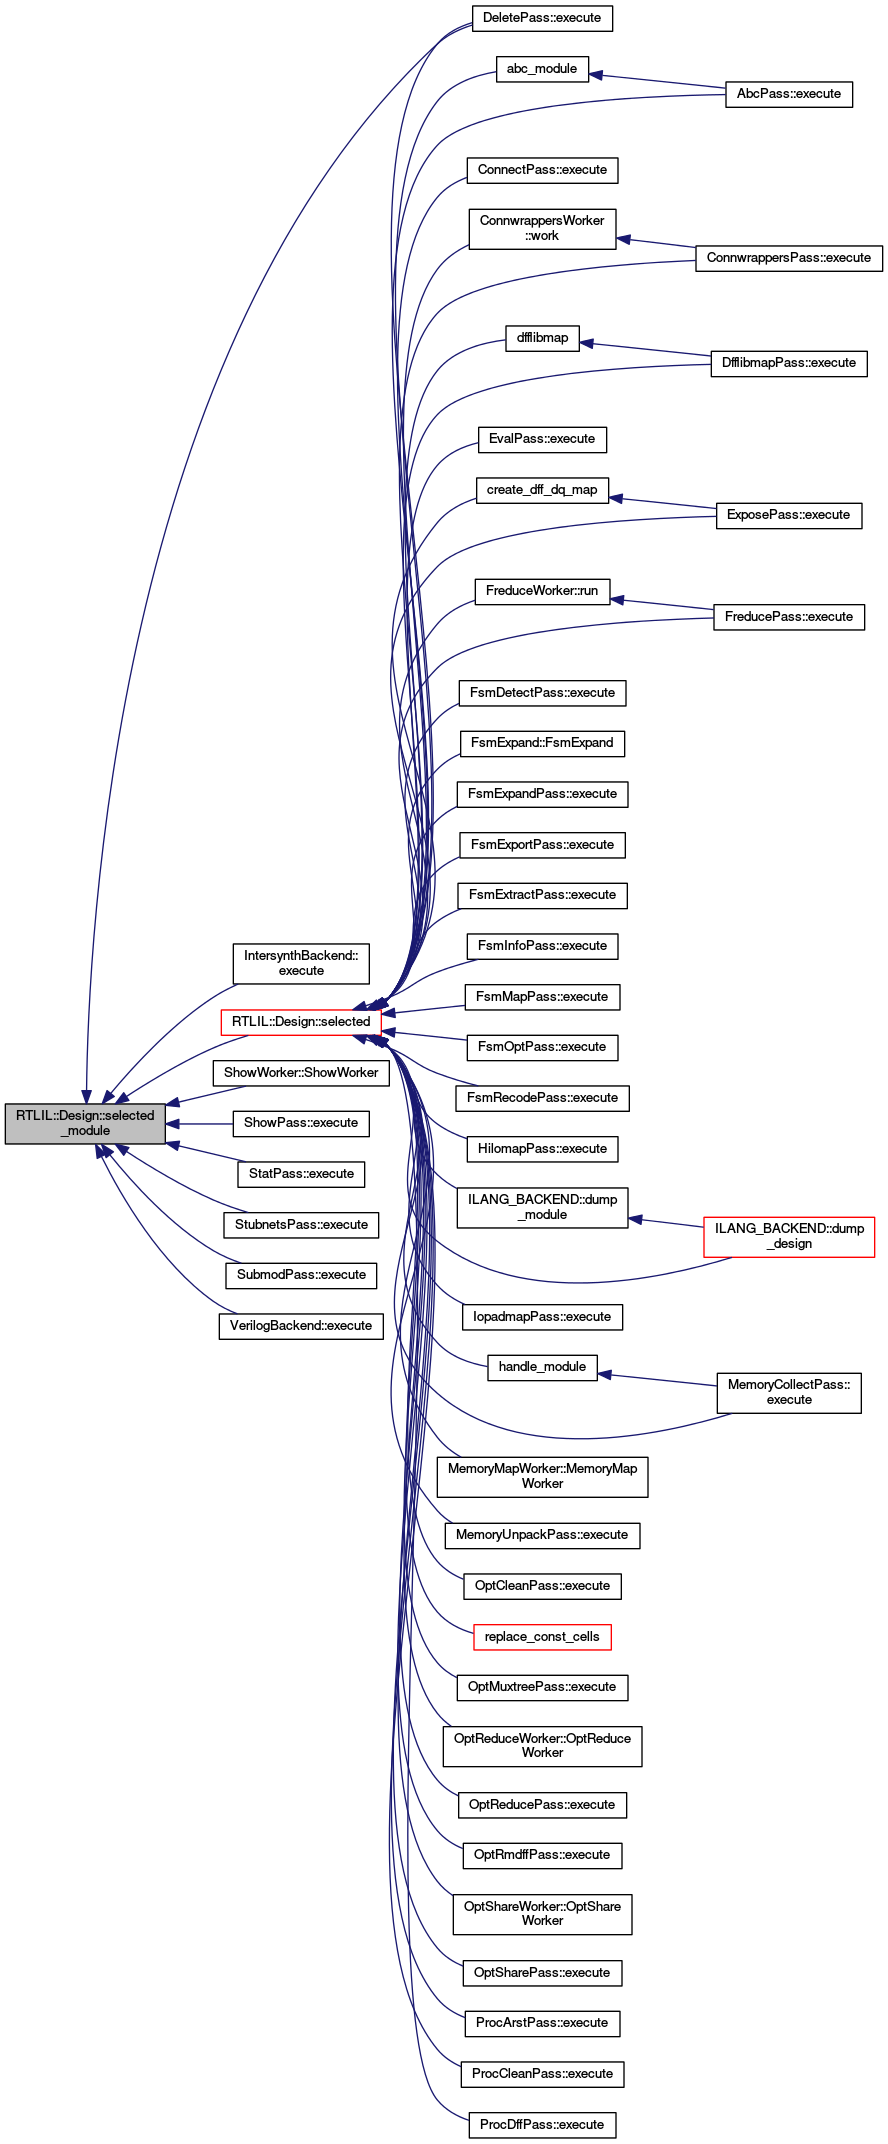 DeletePass::execute
abc_module
AbcPass::execute
ConnectPass::execute
ConnwrappersWorker
::work
ConnwrappersPass::execute
dfflibmap
DfflibmapPass::execute
EvalPass::execute
create_dff_dq_map
ExposePass::execute
FreduceWorker::run
FreducePass::execute
FsmDetectPass::execute
FsmExpand::FsmExpand
FsmExpandPass::execute
FsmExportPass::execute
FsmExtractPass::execute
FsmInfoPass::execute
IntersynthBackend::
execute
FsmMapPass::execute
RTLIL::Design::selected
FsmOptPass::execute
ShowWorker::ShowWorker
FsmRecodePass::execute
RTLIL::Design::selected
_module
ShowPass::execute
HilomapPass::execute
StatPass::execute
ILANG_BACKEND::dump
_module
StubnetsPass::execute
ILANG_BACKEND::dump
_design
SubmodPass::execute
IopadmapPass::execute
VerilogBackend::execute
handle_module
MemoryCollectPass::
execute
MemoryMapWorker::MemoryMap
Worker
MemoryUnpackPass::execute
OptCleanPass::execute
replace_const_cells
OptMuxtreePass::execute
OptReduceWorker::OptReduce
Worker
OptReducePass::execute
OptRmdffPass::execute
OptShareWorker::OptShare
Worker
OptSharePass::execute
ProcArstPass::execute
ProcCleanPass::execute
ProcDffPass::execute